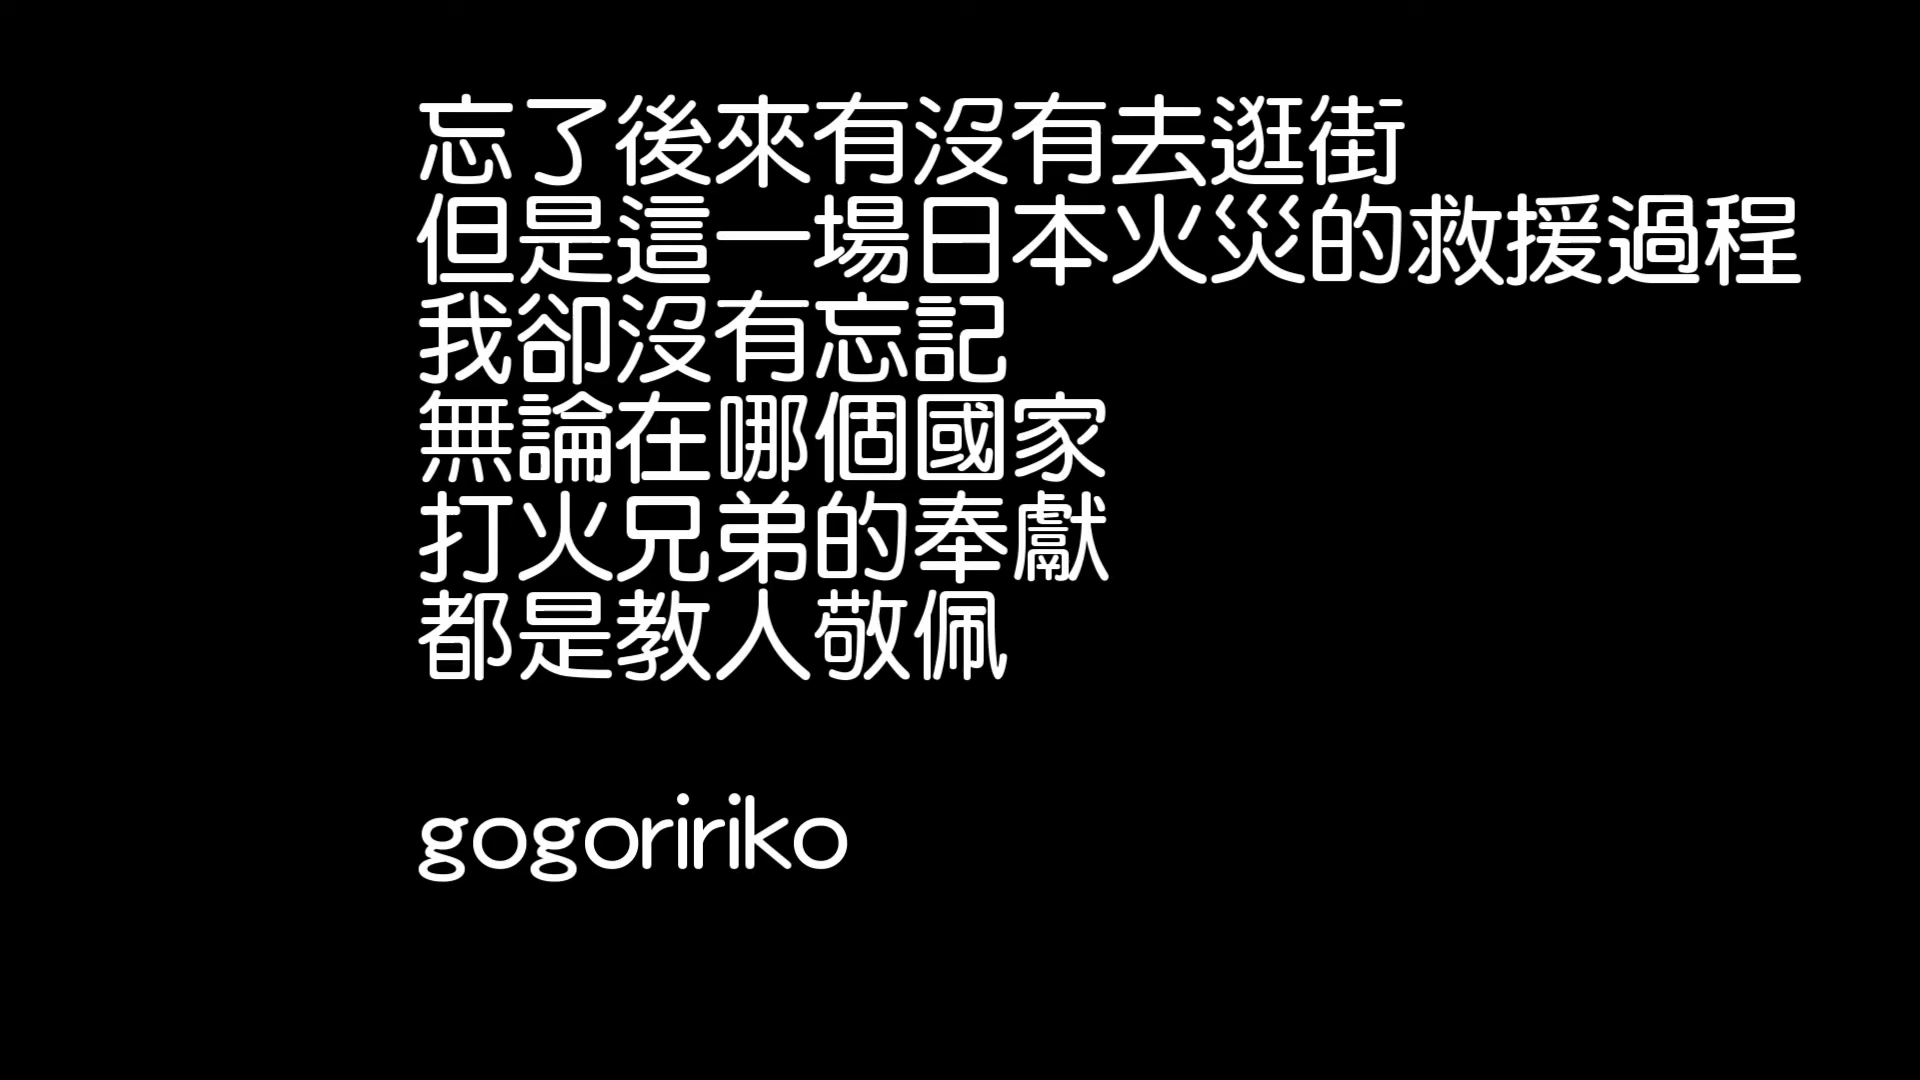 忘了後來有沒有去逛街
但是這一場日本火災的救援過程
我卻沒有忘記
無論在哪個國家
打火兄弟的奉獻
都是教人敬佩
gogoririko